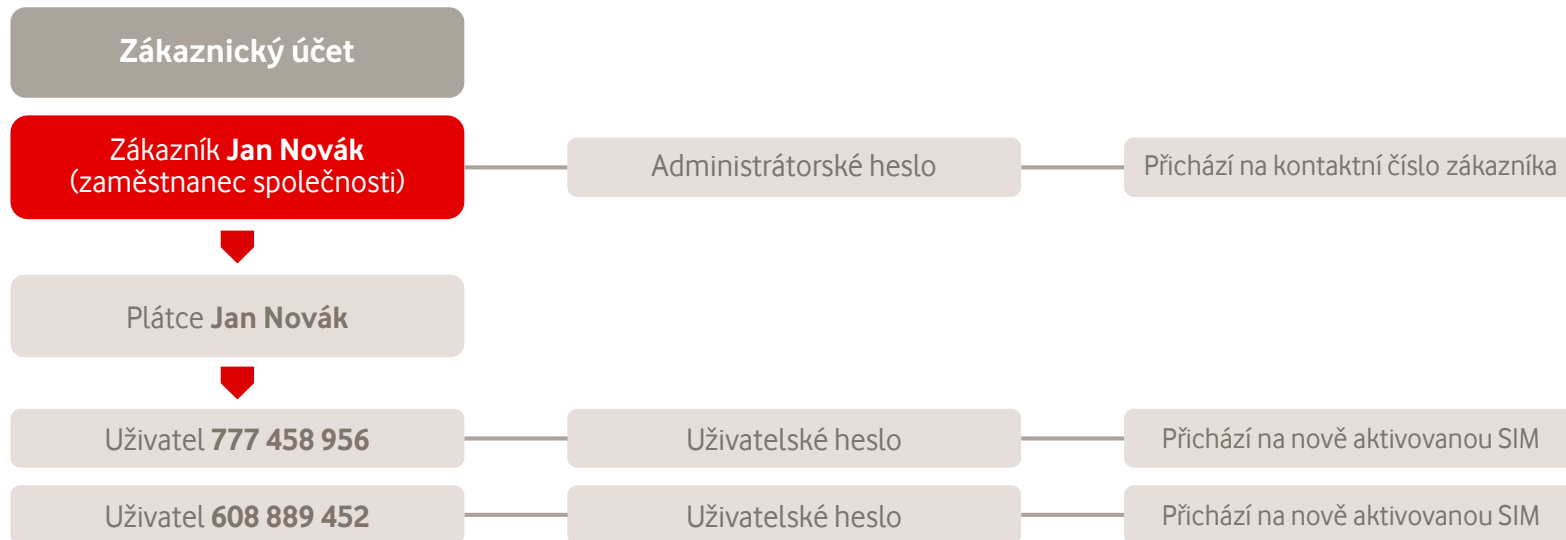 Zákaznický účet
Zákazník Jan Novák
(zaměstnanec společnosti)
Administrátorské heslo
Přichází na kontaktní číslo zákazníka
Plátce Jan Novák
Uživatel 777 458 956
Uživatelské heslo
Přichází na nově aktivovanou SIM
Uživatel 608 889 452
Uživatelské heslo
Přichází na nově aktivovanou SIM